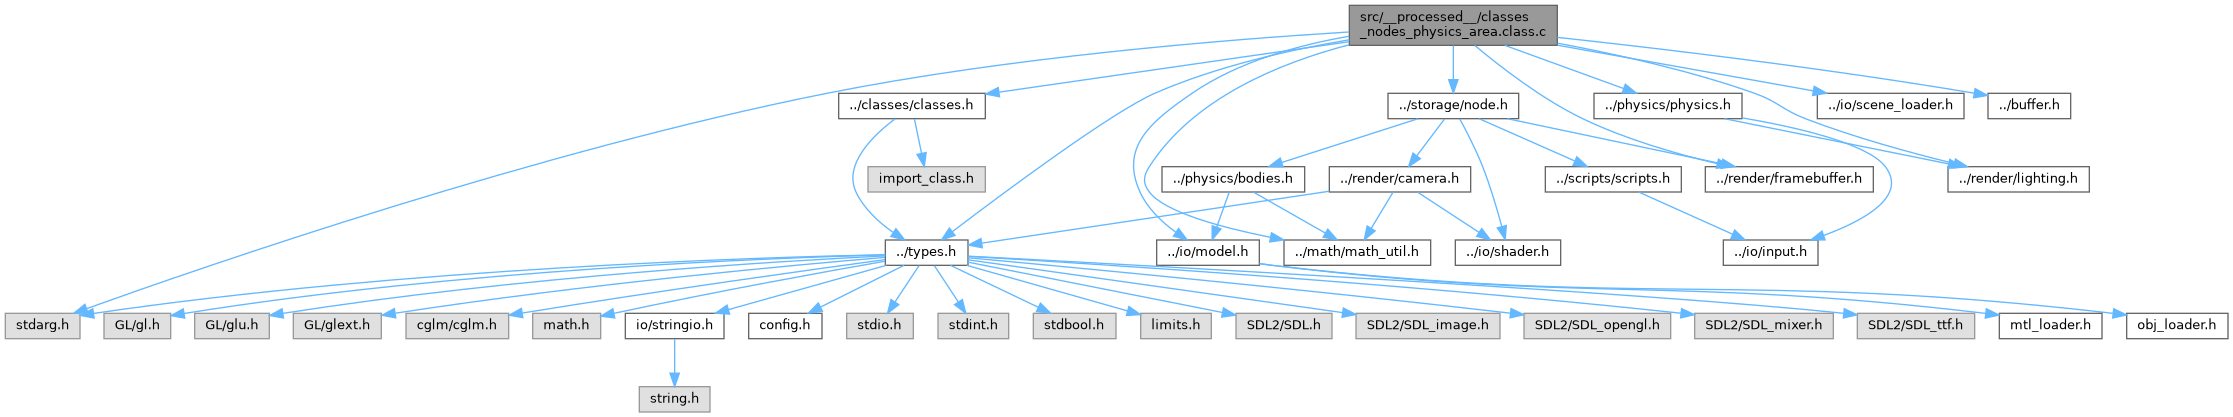 src/__processed__/classes
_nodes_physics_area.class.c
../classes/classes.h
../storage/node.h
../physics/physics.h
../io/scene_loader.h
../buffer.h
import_class.h
../physics/bodies.h
../render/camera.h
../scripts/scripts.h
../render/framebuffer.h
../render/lighting.h
../types.h
../io/model.h
../math/math_util.h
../io/shader.h
../io/input.h
stdarg.h
GL/gl.h
GL/glu.h
GL/glext.h
cglm/cglm.h
math.h
io/stringio.h
config.h
stdio.h
stdint.h
stdbool.h
limits.h
SDL2/SDL.h
SDL2/SDL_image.h
SDL2/SDL_opengl.h
SDL2/SDL_mixer.h
SDL2/SDL_ttf.h
mtl_loader.h
obj_loader.h
string.h